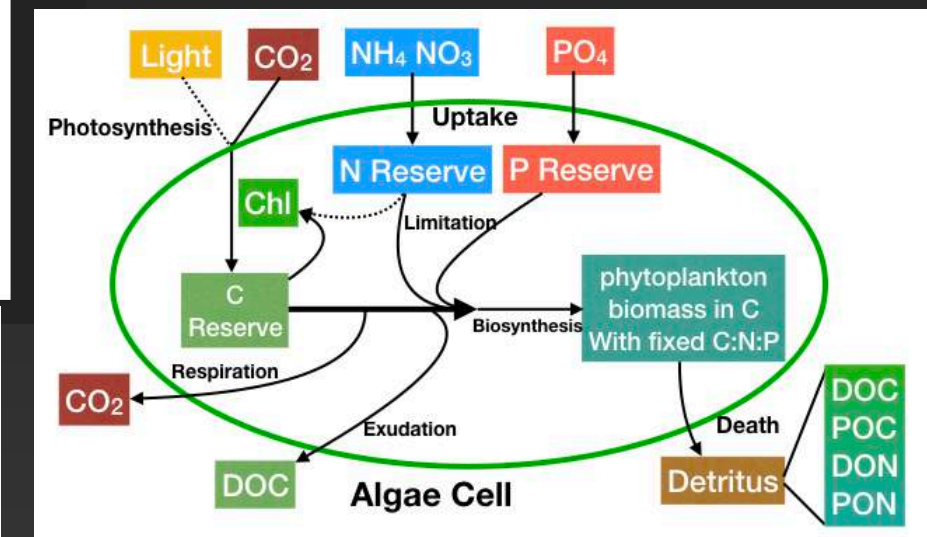 Light
CO₂
NH₄ NO₃
PO₄
Photosynthesis
Uptake
N Reserve
P Reserve
Chl
Limitation
C
Reserve
phytoplankton
biomass in C
With fixed C:N:P
Biosynthesis
Respiration
CO₂
Exudation
Death
DOC
POC
DON
PON
DOC
Algae Cell
Detritus